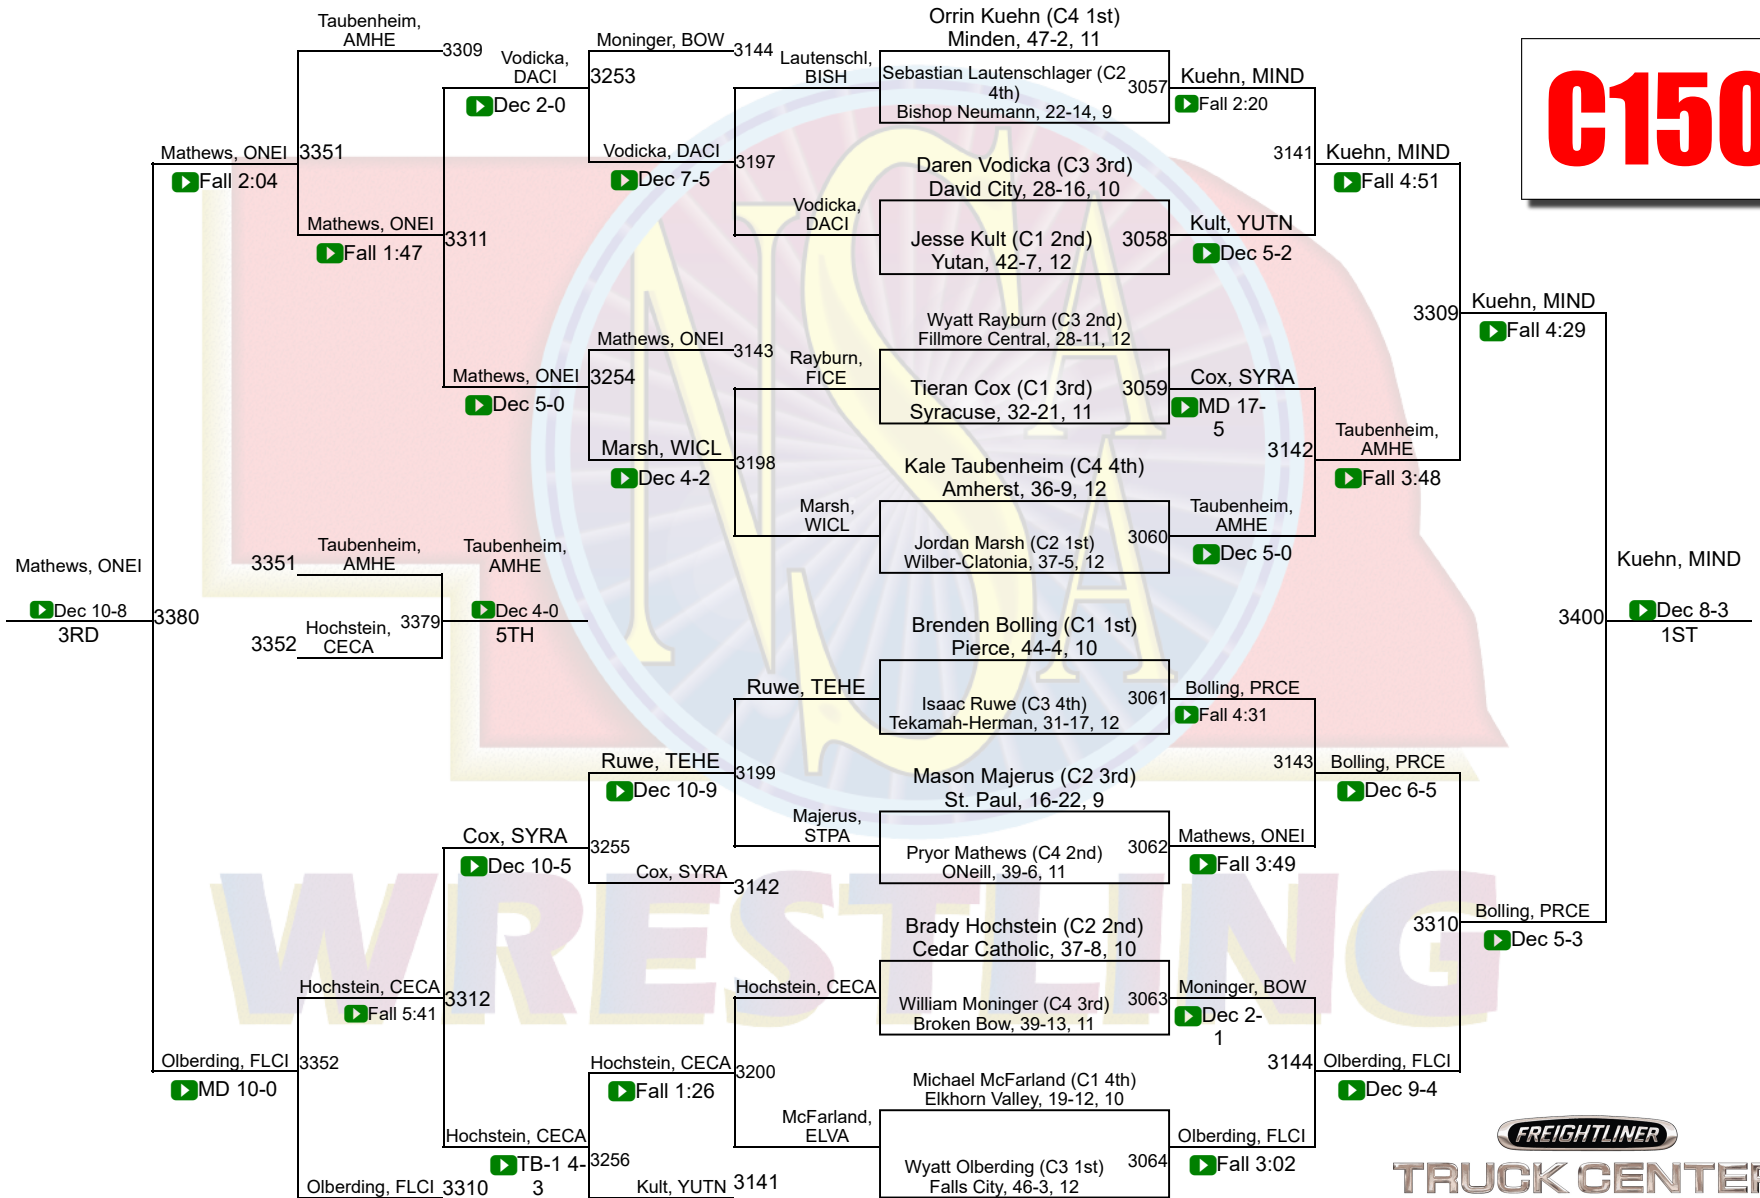 C150
Taubenheim,
AMHE
3309
Mathews, ONEI
Fall 2:04
3351
Mathews, ONEI
Fall 1:47
3311
Vodicka,
DACI
Dec 2-0
3253
Moninger, BOW
3144
Vodicka, DACI
Dec 7-5
3197
Lautenschl,
BISH
Vodicka,
DACI
Mathews, ONEI
Dec 5-0
3254
Mathews, ONEI
3143
Marsh, WICL
Dec 4-2
3198
Rayburn,
FICE
Marsh,
WICL
Orrin Kuehn (C4 1st)
Minden, 47-2, 11
Sebastian Lautenschlager (C2
4th)
Bishop Neumann, 22-14, 9
3057
Daren Vodicka (C3 3rd)
David City, 28-16, 10
Jesse Kult (C1 2nd)
Yutan, 42-7, 12
3058
Wyatt Rayburn (C3 2nd)
Fillmore Central, 28-11, 12
Tieran Cox (C1 3rd)
Syracuse, 32-21, 11
3059
Kale Taubenheim (C4 4th)
Amherst, 36-9, 12
Jordan Marsh (C2 1st)
Wilber-Clatonia, 37-5, 12
3060
Kuehn, MIND
Fall 2:20
Kult, YUTN
Dec 5-2
3141
Kuehn, MIND
Fall 4:51
Cox, SYRA
MD 17-
5
Taubenheim,
AMHE
Dec 5-0
3142
Taubenheim,
AMHE
Fall 3:48
3309
Kuehn, MIND
Fall 4:29
Mathews, ONEI
Dec 10-8
3RD
3380
3351
Taubenheim,
AMHE
3352
Hochstein,
CECA
3379
Taubenheim,
AMHE
Dec 4-0
5TH
3400
Kuehn, MIND
Dec 8-3
1ST
Brenden Bolling (C1 1st)
Pierce, 44-4, 10
Isaac Ruwe (C3 4th)
Tekamah-Herman, 31-17, 12
3061
Mason Majerus (C2 3rd)
St. Paul, 16-22, 9
Pryor Mathews (C4 2nd)
ONeill, 39-6, 11
3062
Brady Hochstein (C2 2nd)
Cedar Catholic, 37-8, 10
William Moninger (C4 3rd)
Broken Bow, 39-13, 11
3063
Michael McFarland (C1 4th)
Elkhorn Valley, 19-12, 10
Wyatt Olberding (C3 1st)
Falls City, 46-3, 12
3064
Ruwe, TEHE
Majerus,
STPA
Ruwe, TEHE
Dec 10-9
3199
Cox, SYRA
Dec 10-5
3255
Cox, SYRA
3142
Hochstein, CECA
Fall 5:41
3312
Hochstein, CECA
McFarland,
ELVA
Hochstein, CECA
Fall 1:26
3200
Olberding, FLCI
MD 10-0
3352
Hochstein, CECA
TB-1 4-
3
3256
Olberding, FLCI
3310
Kult, YUTN
3141
Bolling, PRCE
Fall 4:31
Mathews, ONEI
Fall 3:49
3143
Bolling, PRCE
Dec 6-5
Moninger, BOW
Dec 2-
1
Olberding, FLCI
Fall 3:02
3144
Olberding, FLCI
Dec 9-4
3310
Bolling, PRCE
Dec 5-3
NSAA
WRESTLING
FREIGHTLINER
TRUCK CENTER